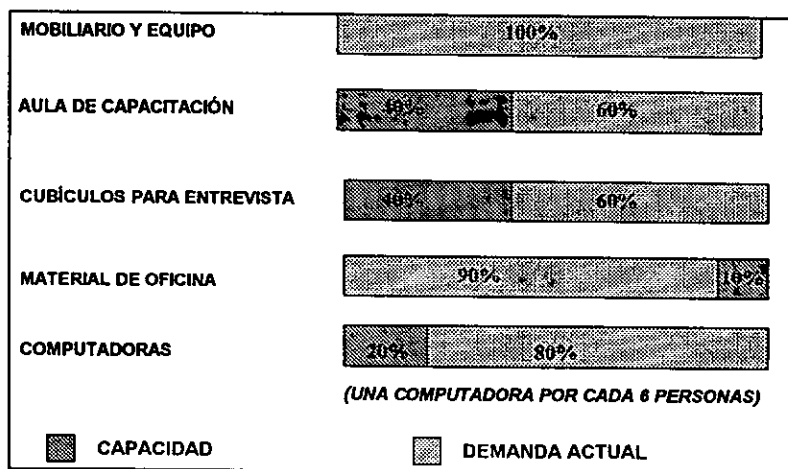 MOBILIARIO Y EQUIPO 100%
AULA DE CAPACITACIÓN 60%
CUBÍCULOS PARA ENTREVISTA 40% 60%
MATERIAL DE OFICINA 90% 10%
COMPUTADORAS 20% 80%
(UNA COMPUTADORA POR CADA 6 PERSONAS)
CAPACIDAD DEMANDA ACTUAL